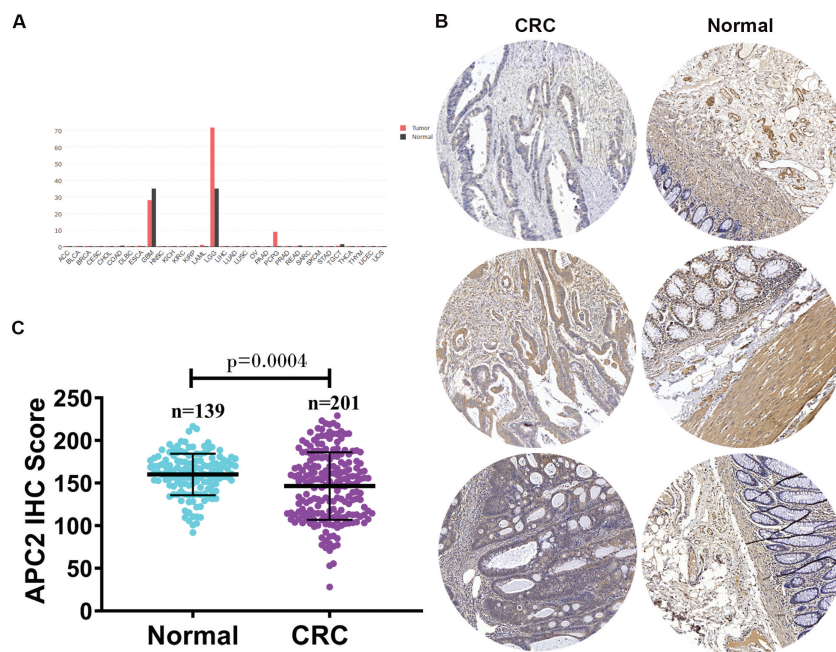 A
70
60
50
40
30
20
10
0
Tumor
Normal
ACC BLCA BRCA CESC CHOL COAD DLBC ESCA GBM HNSC KICH KIRC KIRP LAML LGG LIHC LUAD LUSC OV PAAD PCPG PRAD READ SARC SKCM STAD TGCT THCA THYM UCEC UCS
B
CRC Normal
C
p=0.0004
n=139 n=201
APC2 IHC Score
250
200
150
100
50
0
Normal CRC